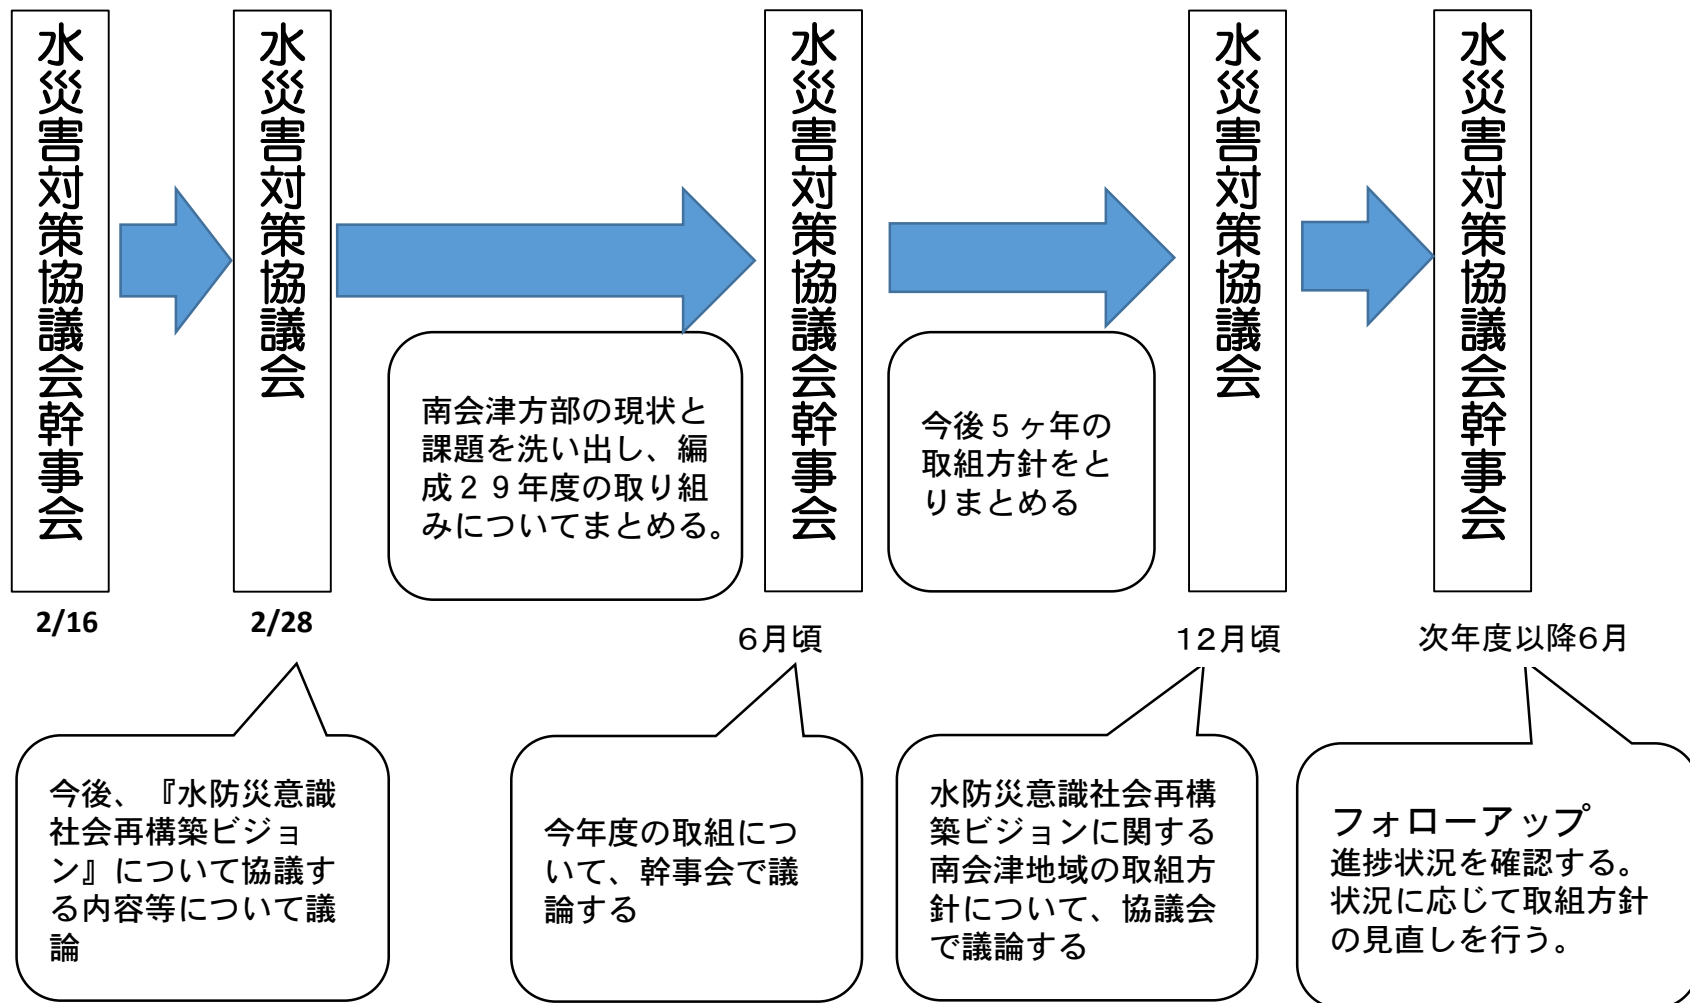 水災害対策協議会幹事会
水災害対策協議会
水災害対策協議会幹事会
水災害対策協議会
水災害対策協議会幹事会
南会津方部の現状と
課題を洗い出し、編
成２９年度の取り組
みについてまとめる。
今後５ヶ年の
取組方針をと
りまとめる
2/16
2/28
６月頃
１２月頃
次年度以降６月
今後、『水防災意識
社会再構築ビジョ
ン』について協議す
る内容等について議
論
今年度の取組につ
いて、幹事会で議
論する
水防災意識社会再構
築ビジョンに関する
南会津地域の取組方
針について、協議会
で議論する
フォローアップ
進捗状況を確認する。
状況に応じて取組方針
の見直しを行う。